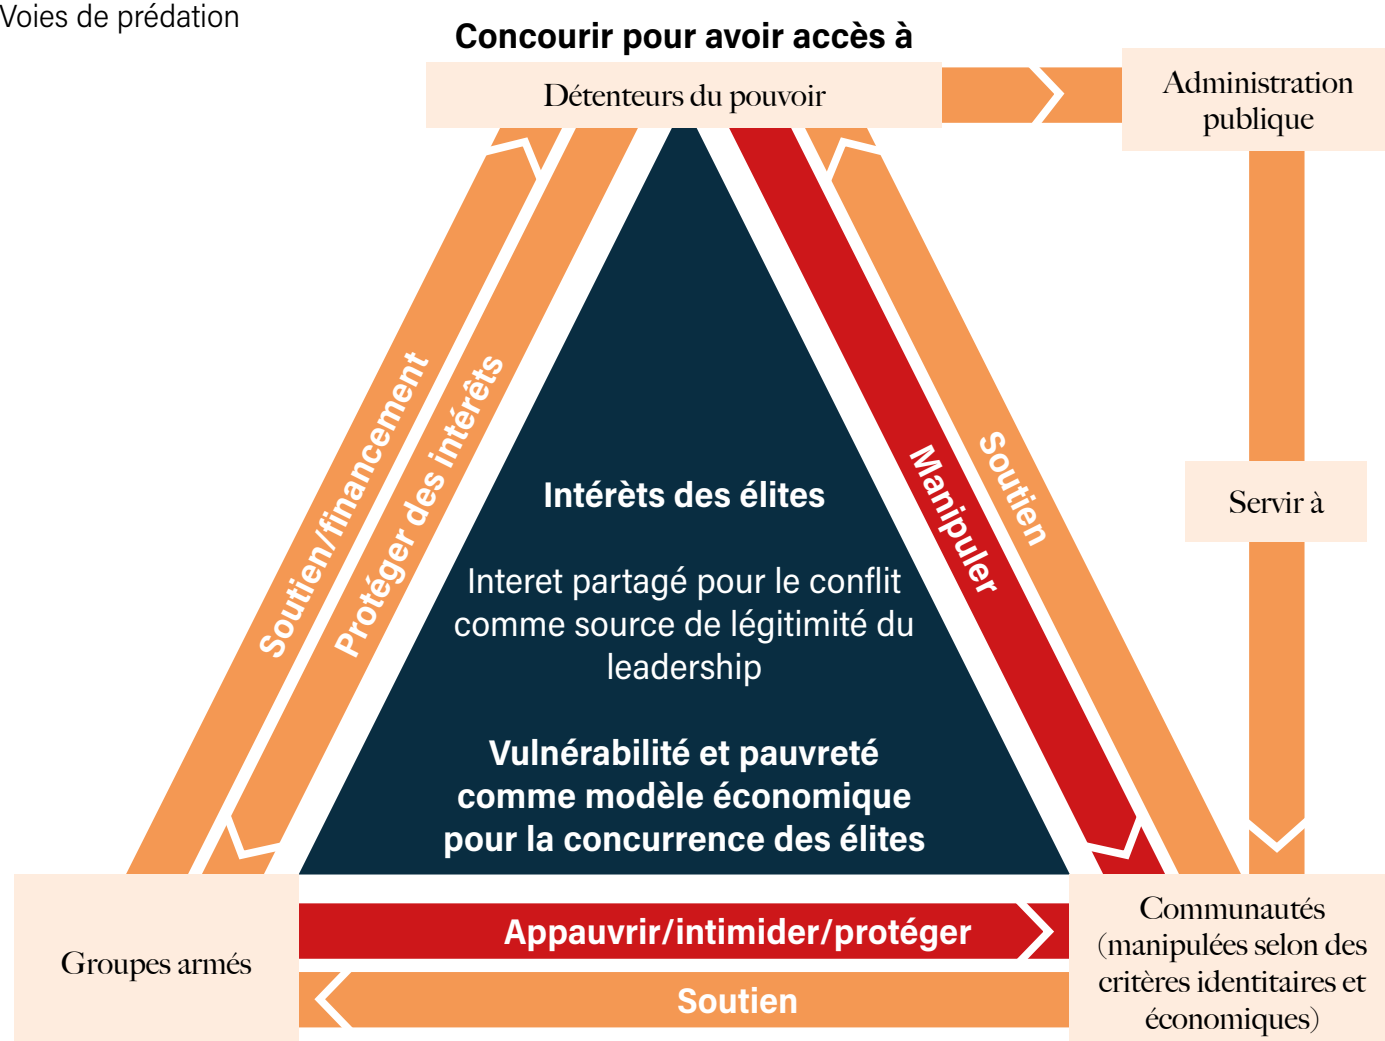 Voies de prédation
Concourir pour avoir accès à
Détenteurs du pouvoir
Administration
publique
Soutien/financement
Protéger des intérêts
Manipuler
Soutien
Servir à
Intérèts des élites
Interet partagé pour le conflit
comme source de légitimité du
leadership
Vulnérabilité et pauvreté
comme modèle économique
pour la concurrence des élites
Groupes armés
Appauvrir/intimider/protéger
Soutien
Communautés
(manipulées selon des
critères identitaires et
économiques)